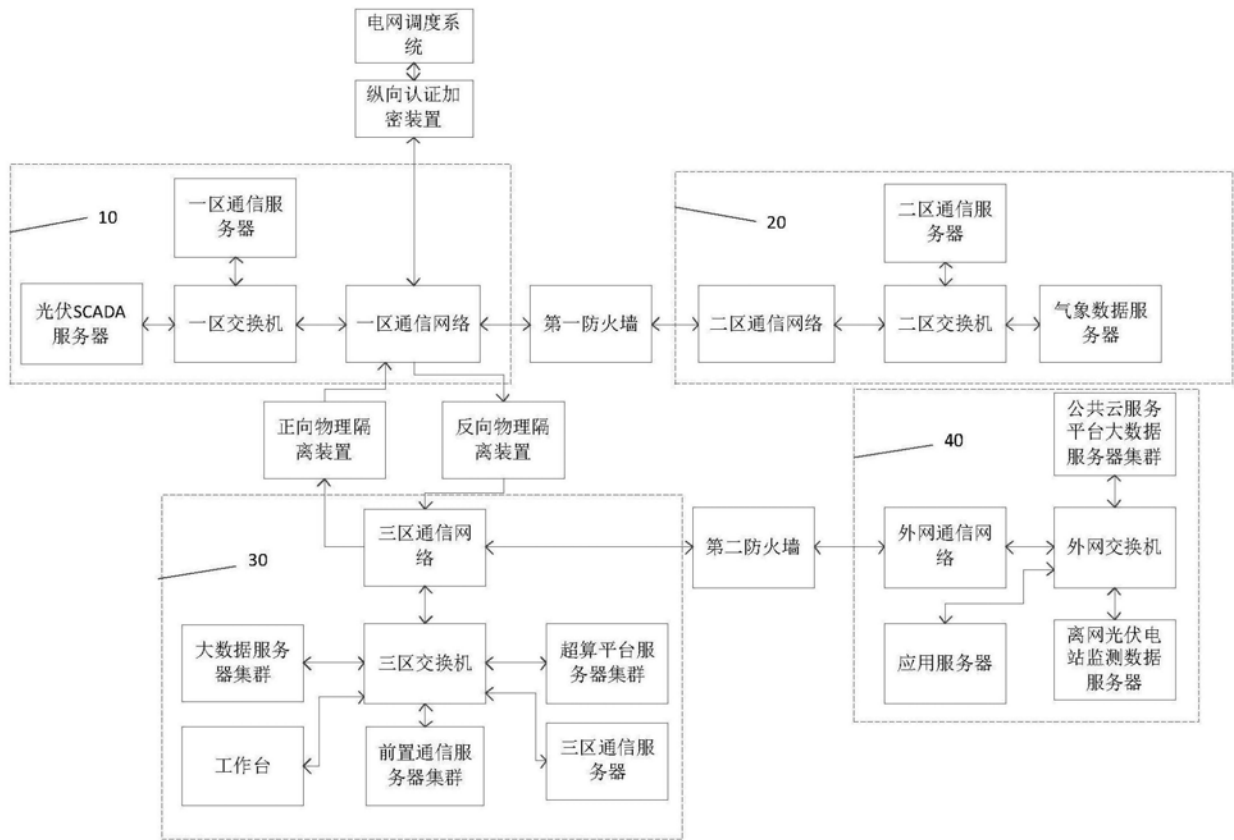 电网调度系
统
纵向认证加
密装置
10
一区通信服
务器
光伏SCADA
服务器
一区交换机
一区通信网络
第一防火墙
20
二区通信服
务器
二区通信网络
二区交换机
气象数据服
务器
正向物理隔
离装置
反向物理隔
离装置
30
三区通信网
络
大数据服务
器集群
三区交换机
超算平台服
务器集群
工作台
前置通信服
务器集群
三区通信服
务器
第二防火墙
40
公共云服务
平台大数据
服务器集群
外网通信网
络
外网交换机
应用服务器
离网光伏电
站监测数据
服务器